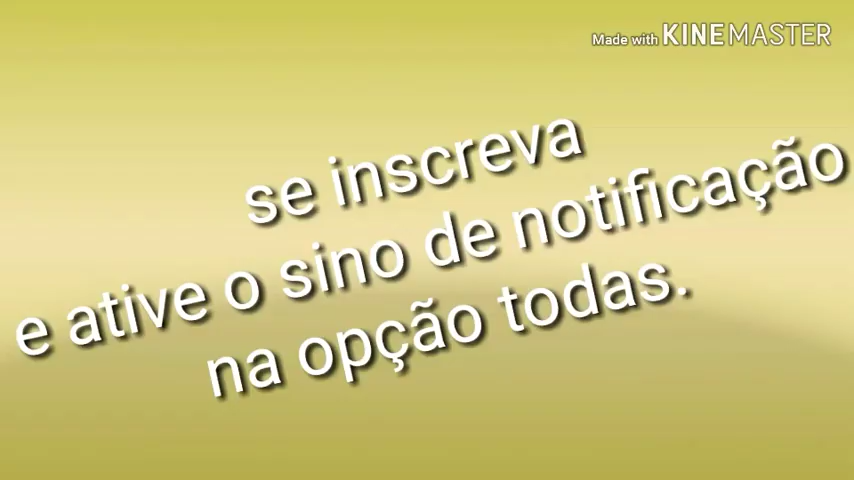 Made with KINEMASTER
se inscreva
e ative o sino de notificação
na opção todas.